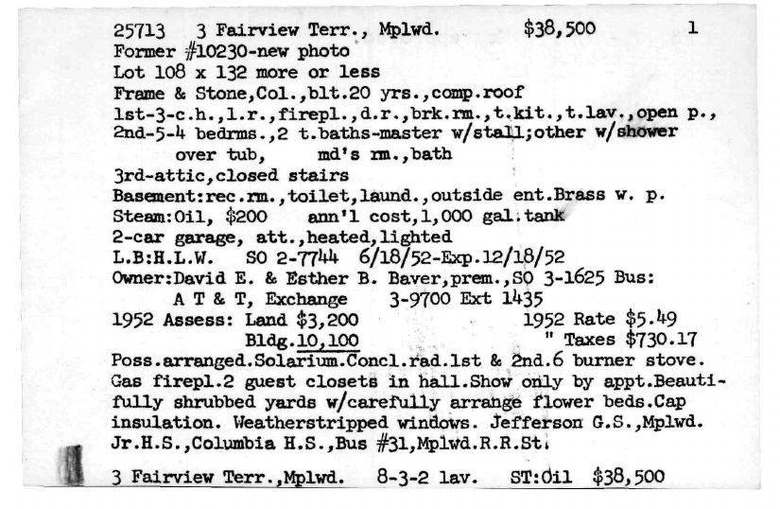 25713   3 Fairview Terr., Mplwd.   $38,500   1
Former #10230-new photo
Lot 108 x 132 more or less
Frame & Stone,Col.,blt.20 yrs.,comp.roof
1st-3-c.h.,l.r.,firepl.,d.r.,brk.rm.,t.kit.,t.lav.,open p.,
2nd-5-4 bedrms.,2 t.baths-master w/stall;other w/shower
over tub,   md's rm.,bath
3rd-attic,closed stairs
Basement:rec.rm.,toilet,laund.,outside ent.Brass w. p.
Steam:Oil, $200   ann'l cost,1,000 gal.tank
2-car garage, att.,heated,lighted
L.B:H.L.W.   SO 2-7744  6/18/52-Exp.12/18/52
Owner:David E. & Esther B. Baver,prem.,SO 3-1625 Bus:
A T & T, Exchange   3-9700 Ext 1435
1952 Assess: Land $3,200   1952 Rate $5.49
Bldg.10,100   " Taxes $730.17
Poss.arranged.Solarium.Concl.rad.1st & 2nd.6 burner stove.
Gas firepl.2 guest closets in hall.Show only by appt.Beauti-
fully shrubbed yards w/carefully arrange flower beds.Cap
insulation. Weatherstripped windows. Jefferson G.S.,Mplwd.
Jr.H.S.,Columbia H.S.,Bus #31,Mplwd.R.R.St.
3 Fairview Terr.,Mplwd.   8-3-2 lav.   ST:Oil  $38,500